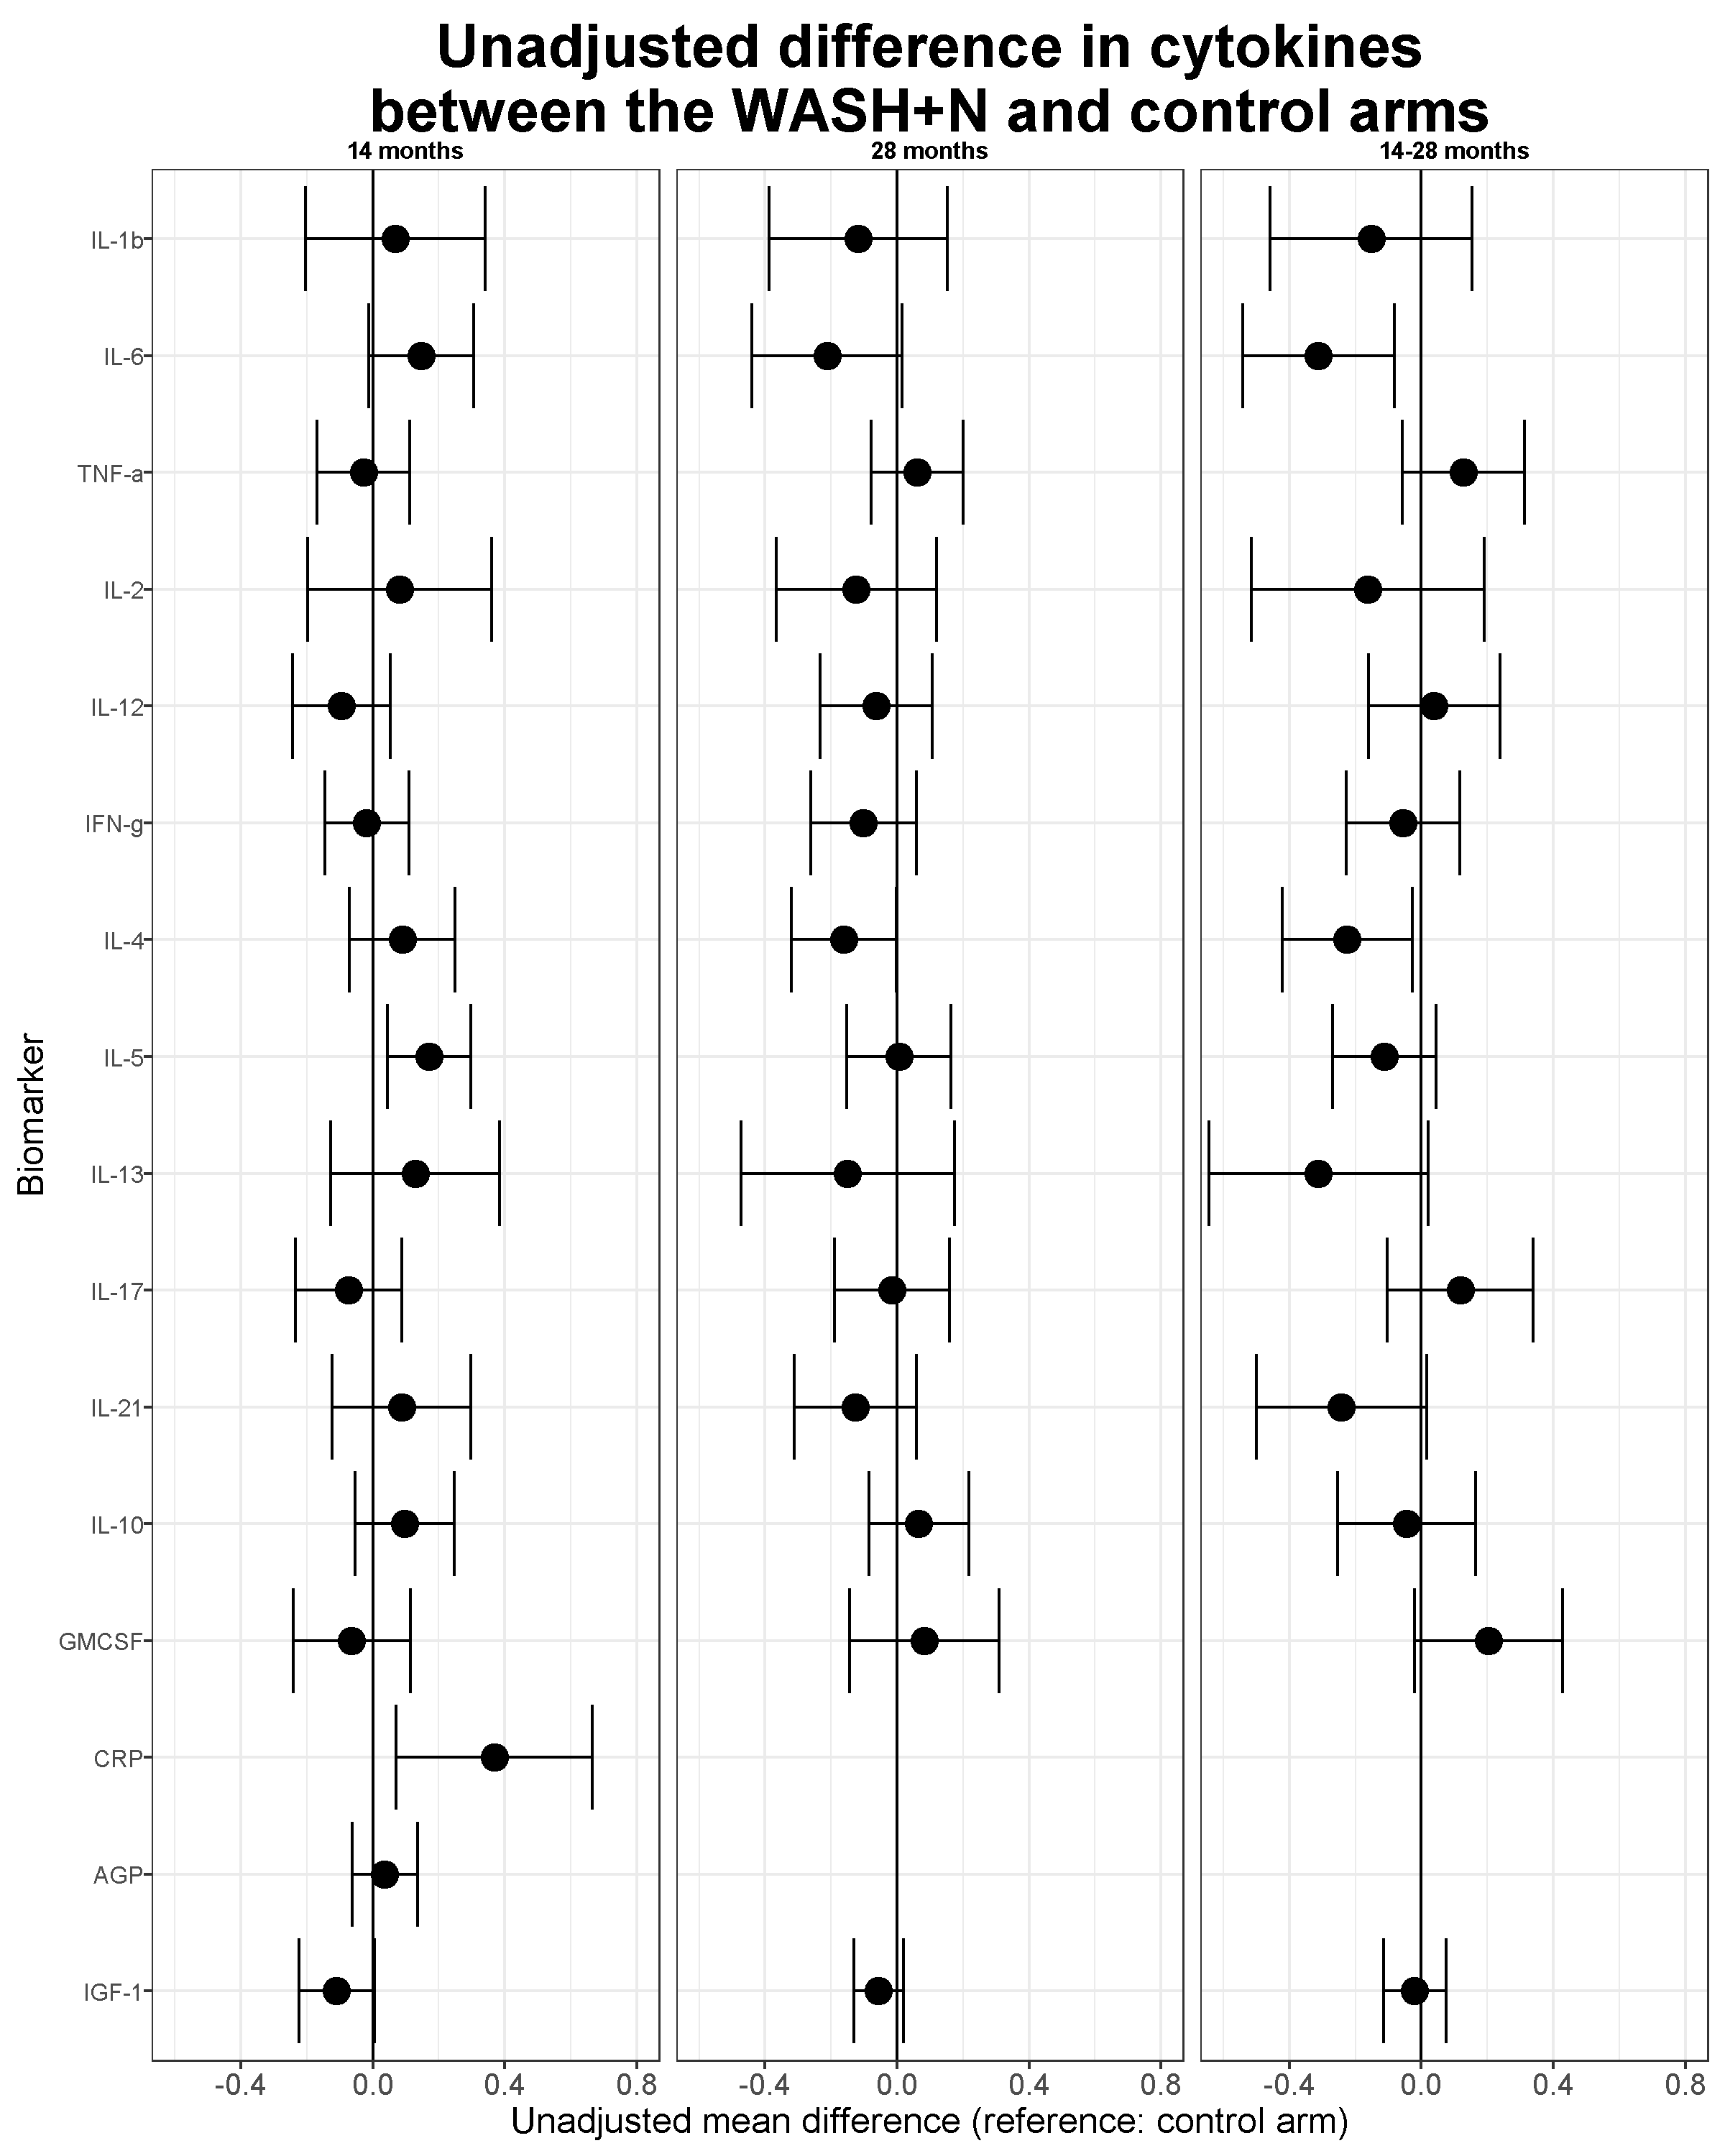 Unadjusted difference in cytokines
between the WASH+N and control arms
14 months
28 months
14-28 months
Biomarker
IL-1b
IL-6
TNF-a
IL-2
IL-12
IFN-g
IL-4
IL-5
IL-13
IL-17
IL-21
IL-10
GMCSF
CRP
AGP
IGF-1
-0.4 0.0 0.4 0.8
-0.4 0.0 0.4 0.8
-0.4 0.0 0.4 0.8
Unadjusted mean difference (reference: control arm)